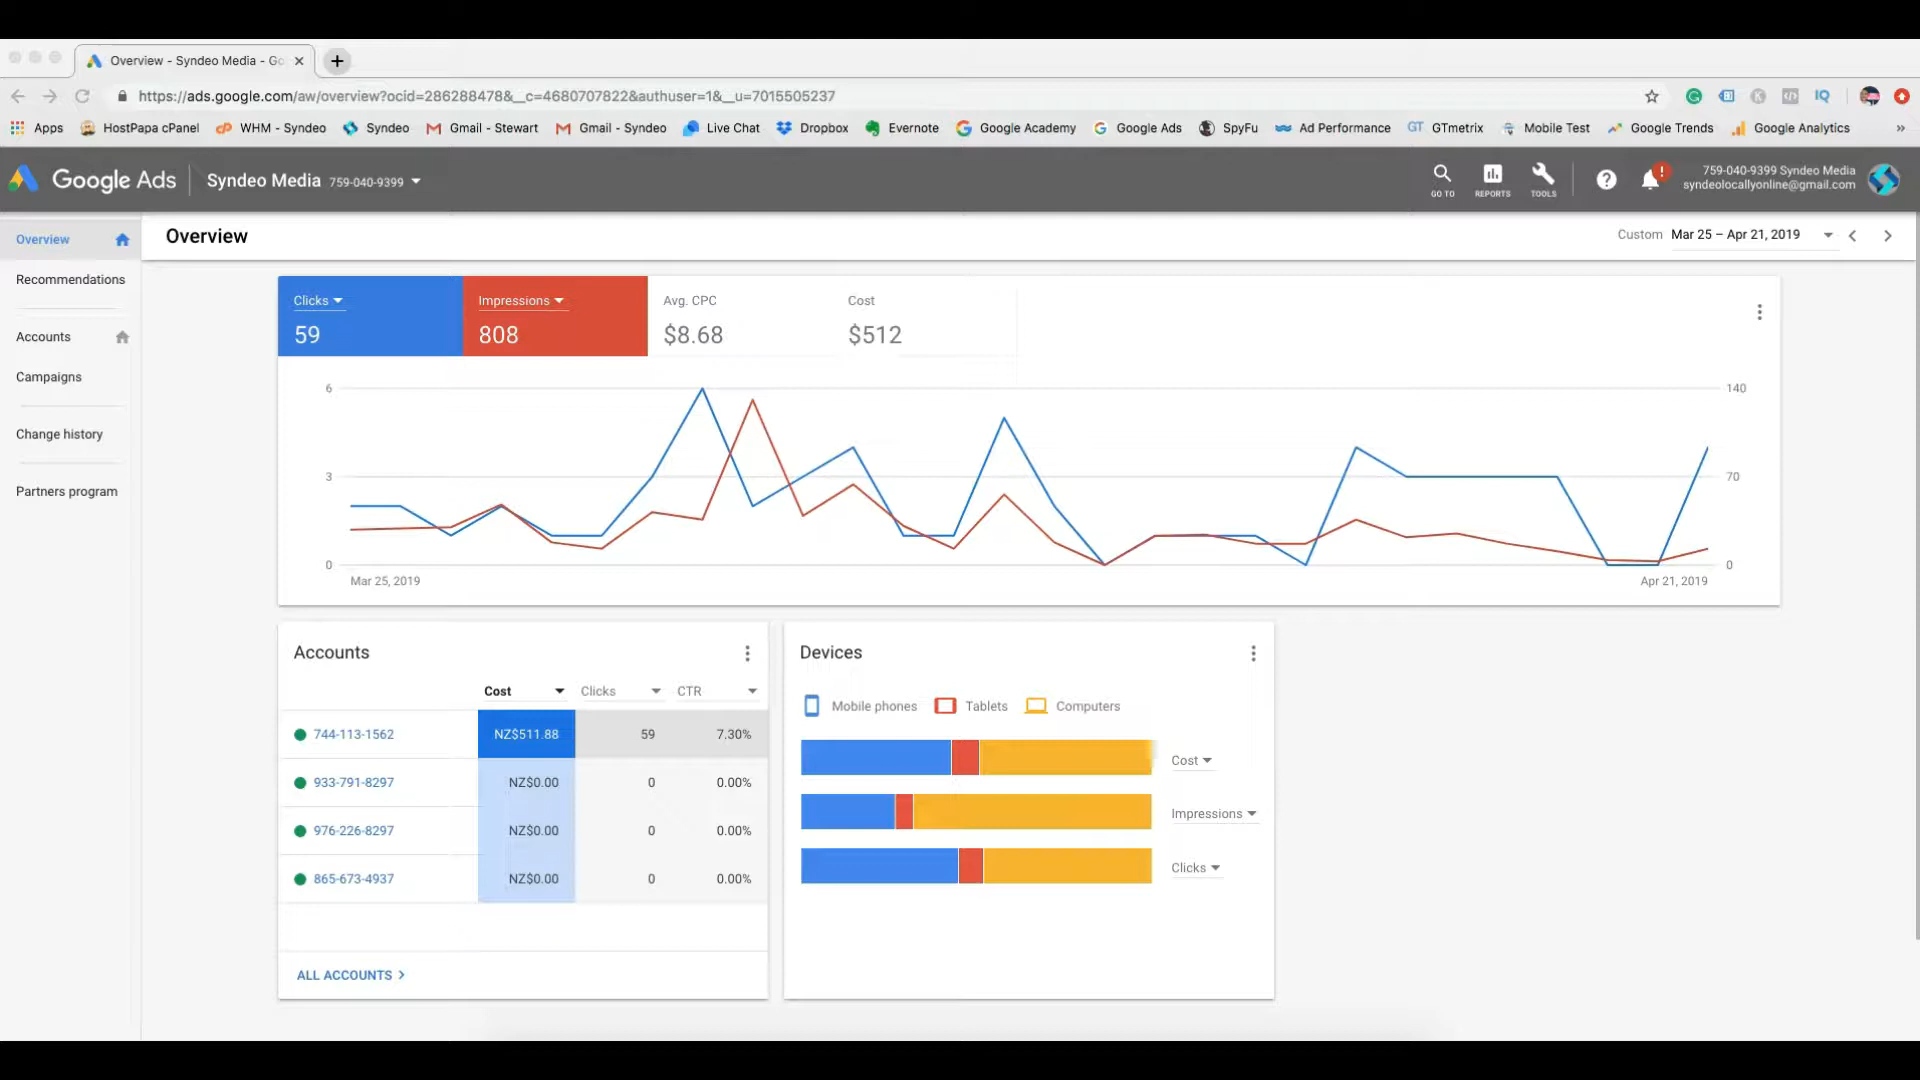 Overview - Syndeo Media - Go
https://ads.google.com/aw/overview?ocid=286288478&__c=4680707822&authuser=1&__u=7015505237
IQ
Apps HostPapa cPanel WHM - Syndeo Syndeo Gmail - Stewart Gmail - Syndeo Live Chat Dropbox Evernote Google Academy Google Ads SpyFu Ad Performance GTmetrix Mobile Test Google Trends Google Analytics »
Google Ads Syndeo Media 759-040-9399
GO TO REPORTS TOOLS
759-040-9399 Syndeo Media
syndeolocallyonline@gmail.com
Overview
Recommendations
Accounts
Campaigns
Change history
Partners program
Overview
Custom Mar 25 – Apr 21, 2019
Clicks Impressions Avg. CPC Cost
59 808 $8.68 $512
6 140
3 70
0 0
Mar 25, 2019 Apr 21, 2019
Accounts
Cost Clicks CTR
744-113-1562 NZ$511.88 59 7.30%
933-791-8297 NZ$0.00 0 0.00%
976-226-8297 NZ$0.00 0 0.00%
865-673-4937 NZ$0.00 0 0.00%
ALL ACCOUNTS
Devices
Mobile phones Tablets Computers
Cost
Impressions
Clicks